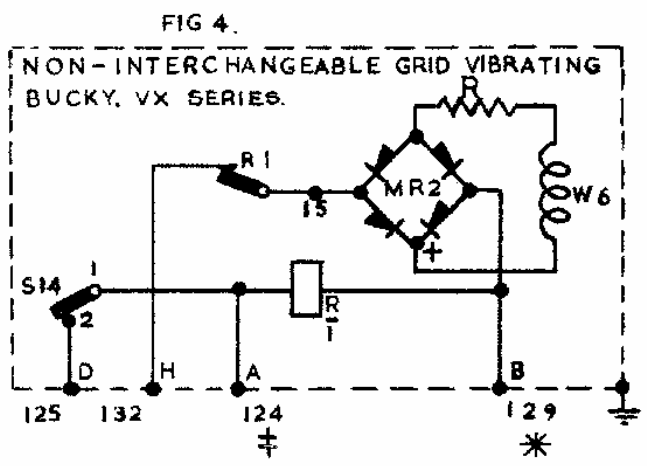 FIG 4.
NON-INTERCHANGEABLE GRID VIBRATING
BUCKY. VX SERIES.
R
R1
MR2
W6
15
+
S14
1
2
R
1
D
H
A
B
125
132
124
129